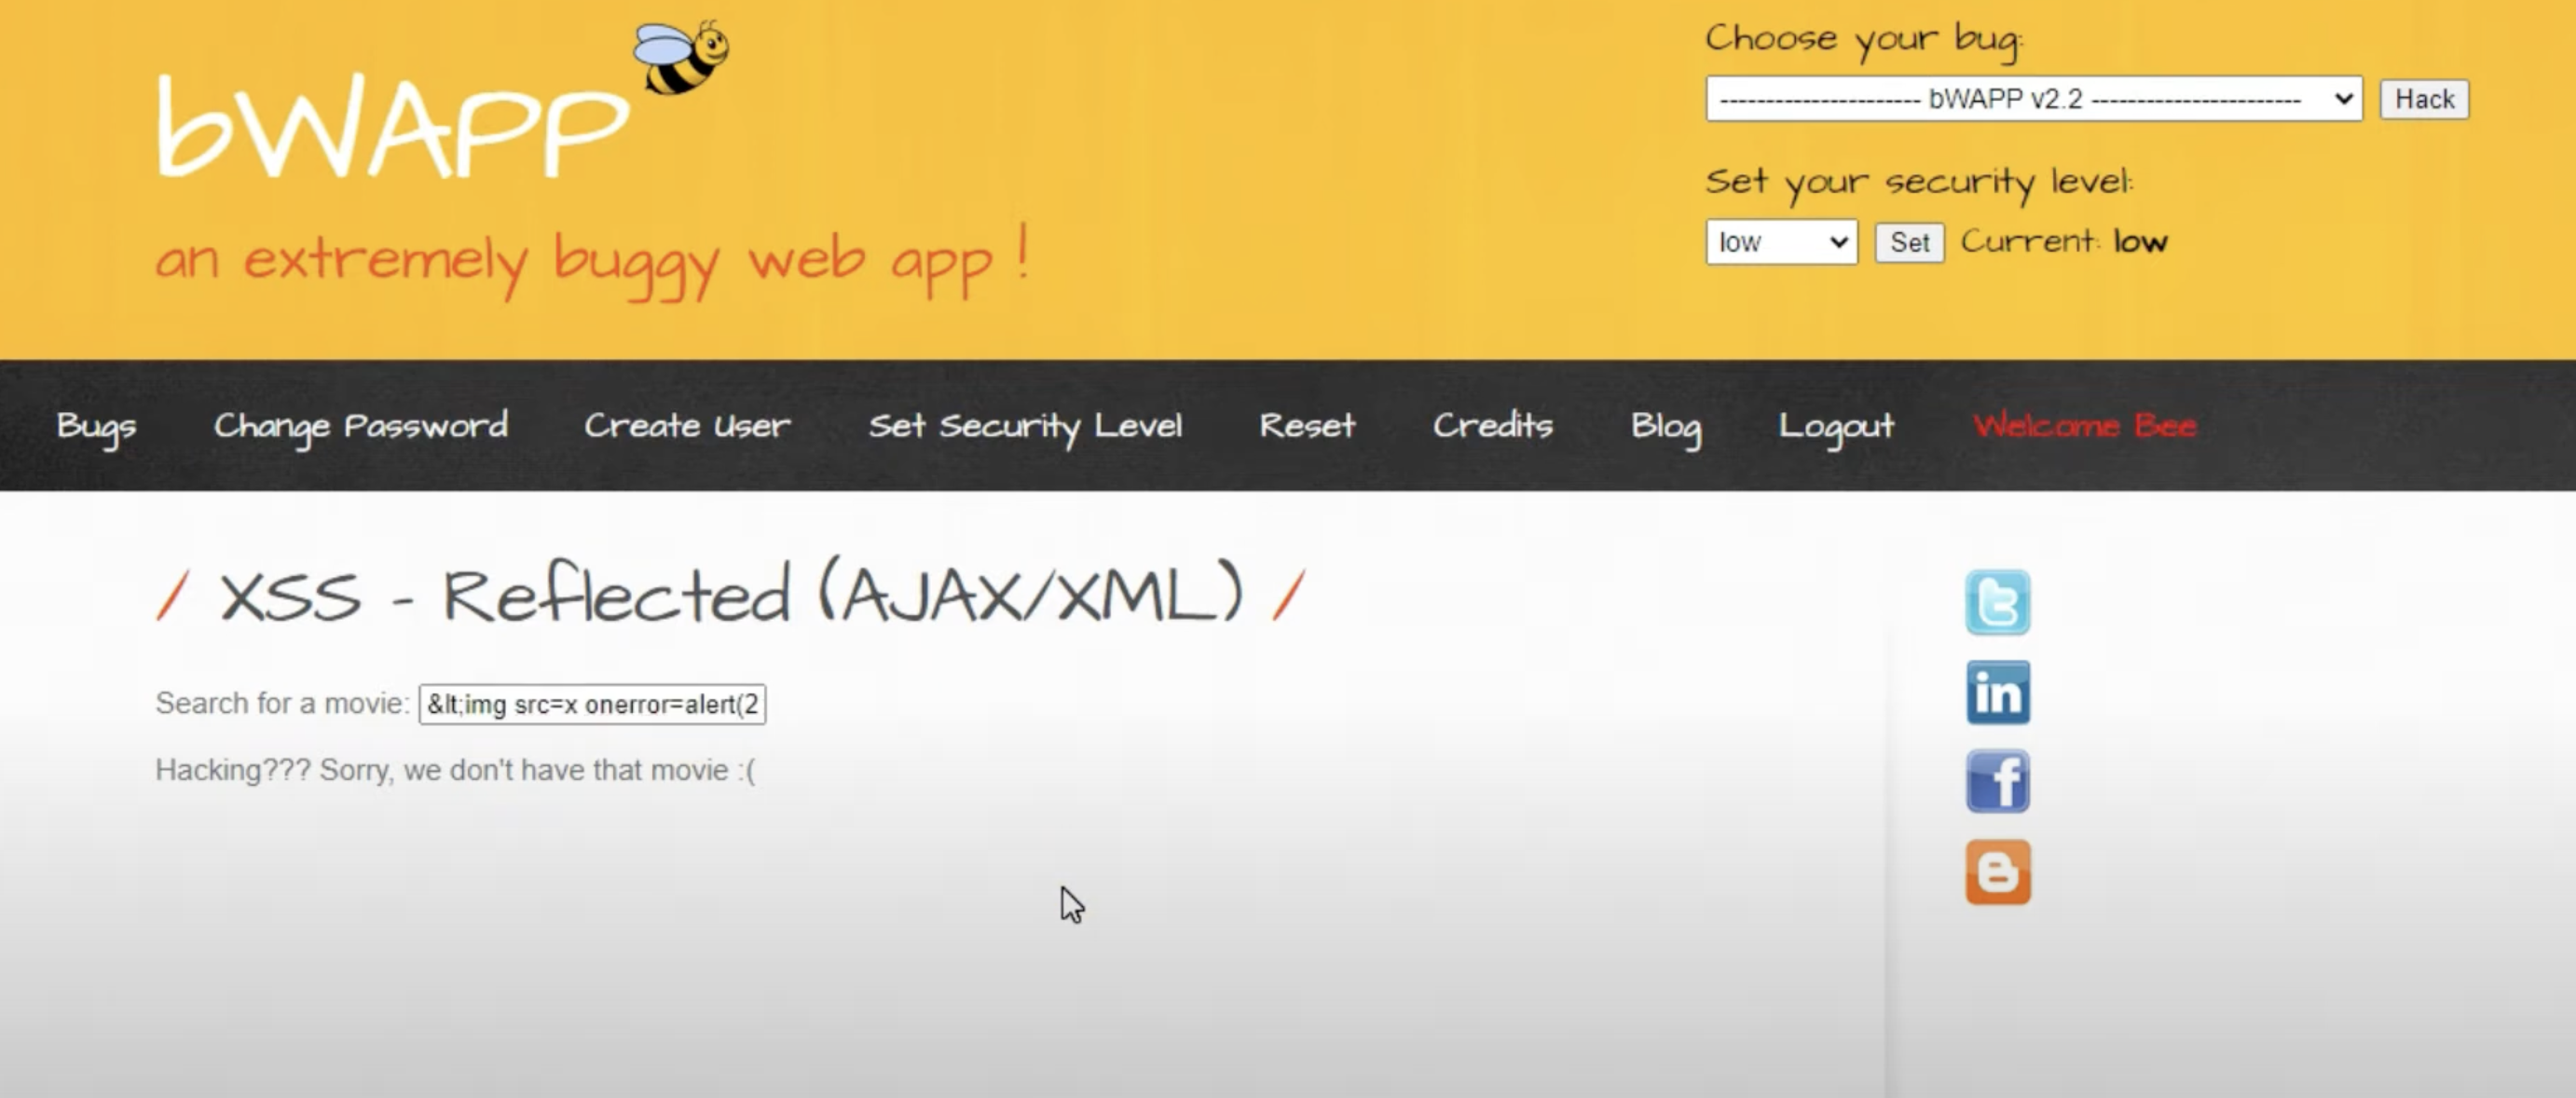 bWAPP
an extremely buggy web app !
Choose your bug:
---------------------- bWAPP v2.2 -----------------------
Hack
Set your security level:
low Set Current: low
Bugs Change Password Create User Set Security Level Reset Credits Blog Logout Welcome Bee
/ XSS - Reflected (AJAX/XML) /
Search for a movie: &lt;img src=x onerror=alert(2
Hacking??? Sorry, we don't have that movie :(